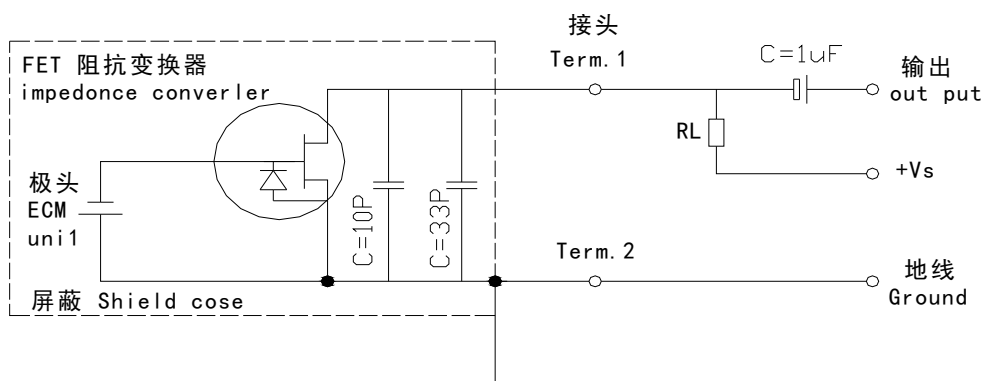 接头
Term.1
C=1uF
输出
out put
FET 阻抗变换器
impedonce converler
RL
+Vs
极头
ECM
uni1
C=10P
C=33P
Term.2
地线
Ground
屏蔽 Shield cose